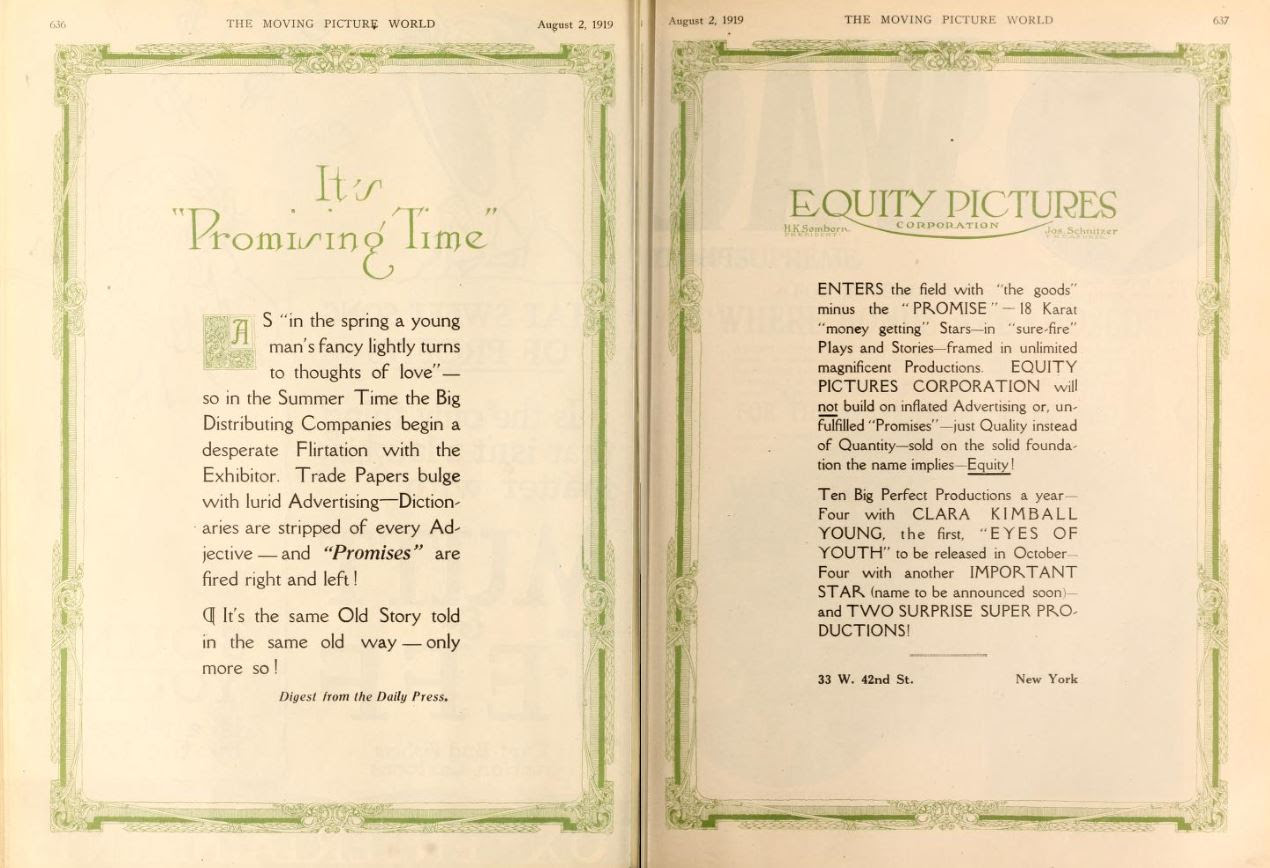 636
THE MOVING PICTURE WORLD
August 2, 1919
It's
"Promising Time"
AS "in the spring a young
man's fancy lightly turns
to thoughts of love"—
so in the Summer Time the Big
Distributing Companies begin a
desperate Flirtation with the
Exhibitor. Trade Papers bulge
with lurid Advertising—Diction-
aries are stripped of every Ad-
jective — and "Promises" are
fired right and left!
¶ It's the same Old Story told
in the same old way — only
more so!
Digest from the Daily Press.
August 2, 1919
THE MOVING PICTURE WORLD
637
EQUITY PICTURES
CORPORATION
H.K. Somborn
PRESIDENT
Jos. Schnitzer
ENTERS the field with "the goods"
minus the "PROMISE" — 18 Karat
"money getting" Stars—in "sure-fire"
Plays and Stories—framed in unlimited
magnificent Productions. EQUITY
PICTURES CORPORATION will
not build on inflated Advertising or, un-
fulfilled "Promises"—just Quality instead
of Quantity—sold on the solid founda-
tion the name implies—Equity!
Ten Big Perfect Productions a year—
Four with CLARA KIMBALL
YOUNG, the first, "EYES OF
YOUTH" to be released in October—
Four with another IMPORTANT
STAR (name to be announced soon)—
and TWO SURPRISE SUPER PRO-
DUCTIONS!
33 W. 42nd St.
New York